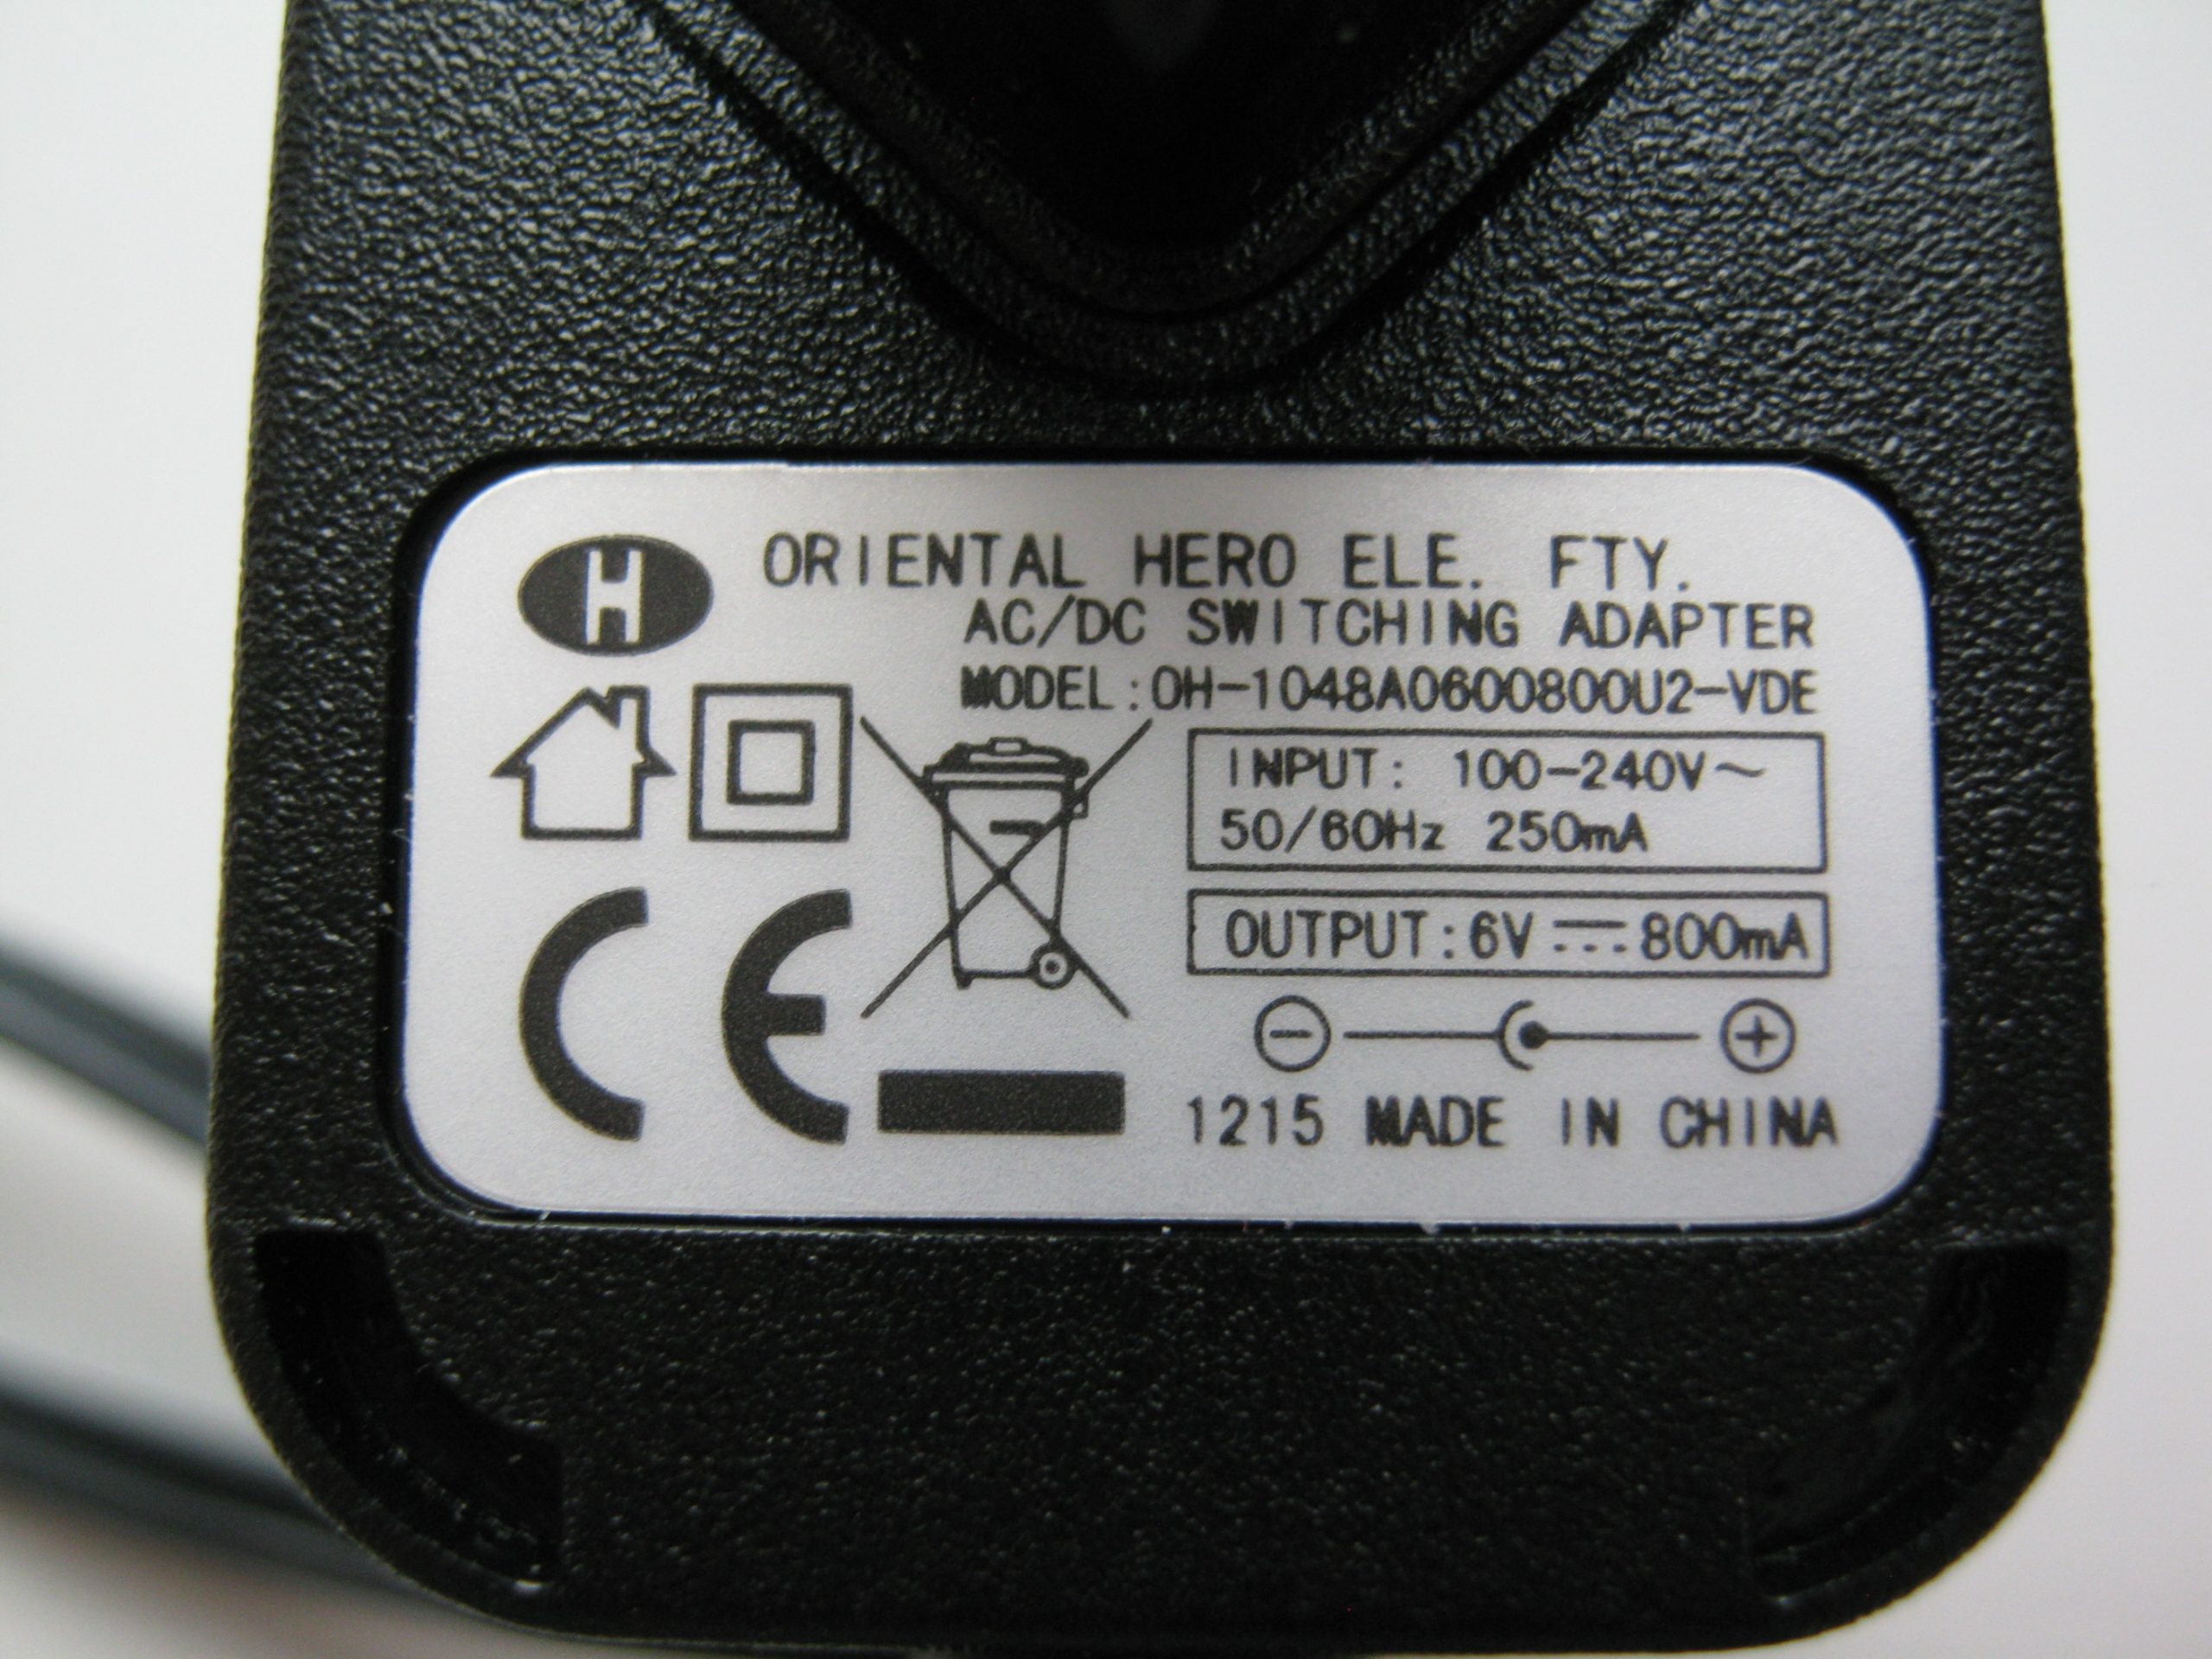 H
ORIENTAL HERO ELE. FTY.
AC/DC SWITCHING ADAPTER
MODEL:OH-1048A0600800U2-VDE
INPUT: 100-240V~
50/60Hz 250mA
OUTPUT:6V⎓800mA
CE
1215 MADE IN CHINA